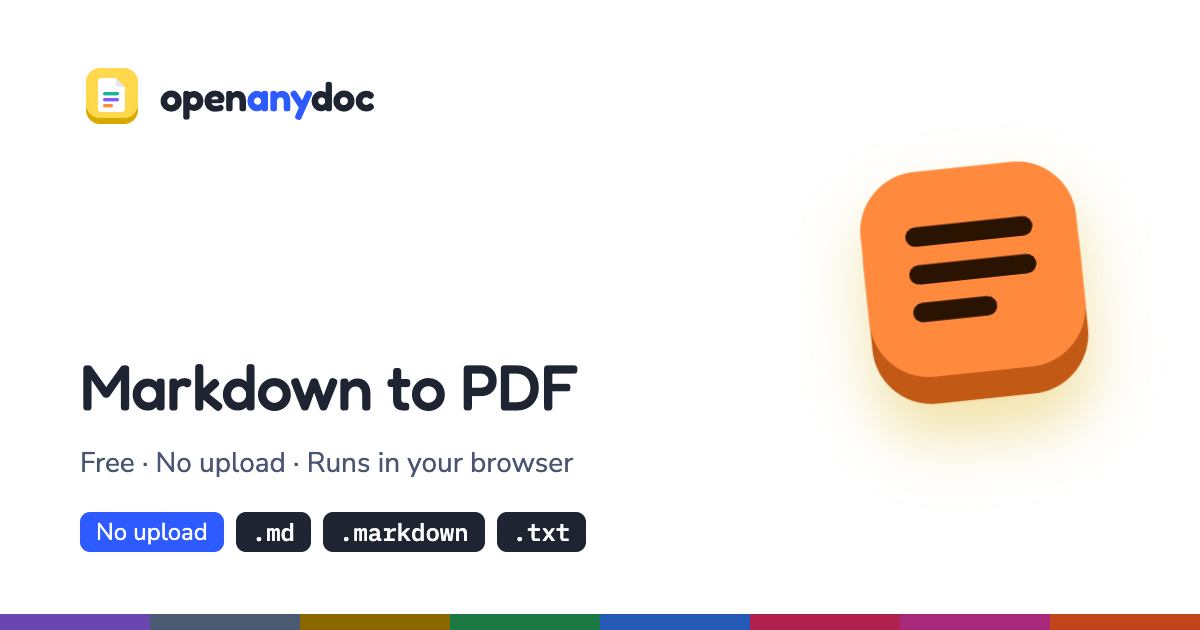 openanydoc
Markdown to PDF
Free · No upload · Runs in your browser
No upload .md .markdown .txt